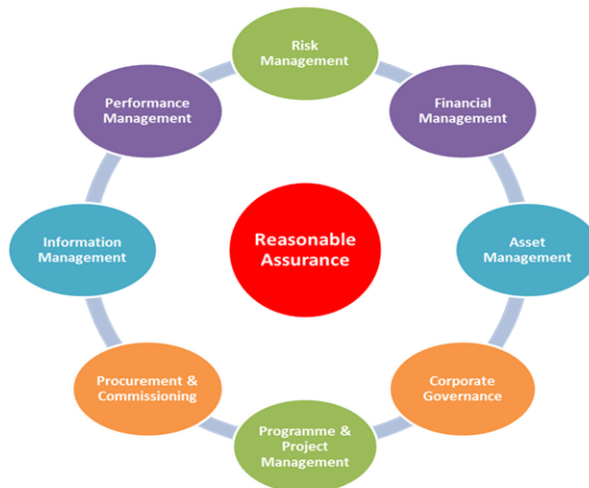 Risk
Management
Performance
Management
Financial
Management
Information
Management
Reasonable
Assurance
Asset
Management
Procurement &
Commissioning
Corporate
Governance
Programme &
Project
Management